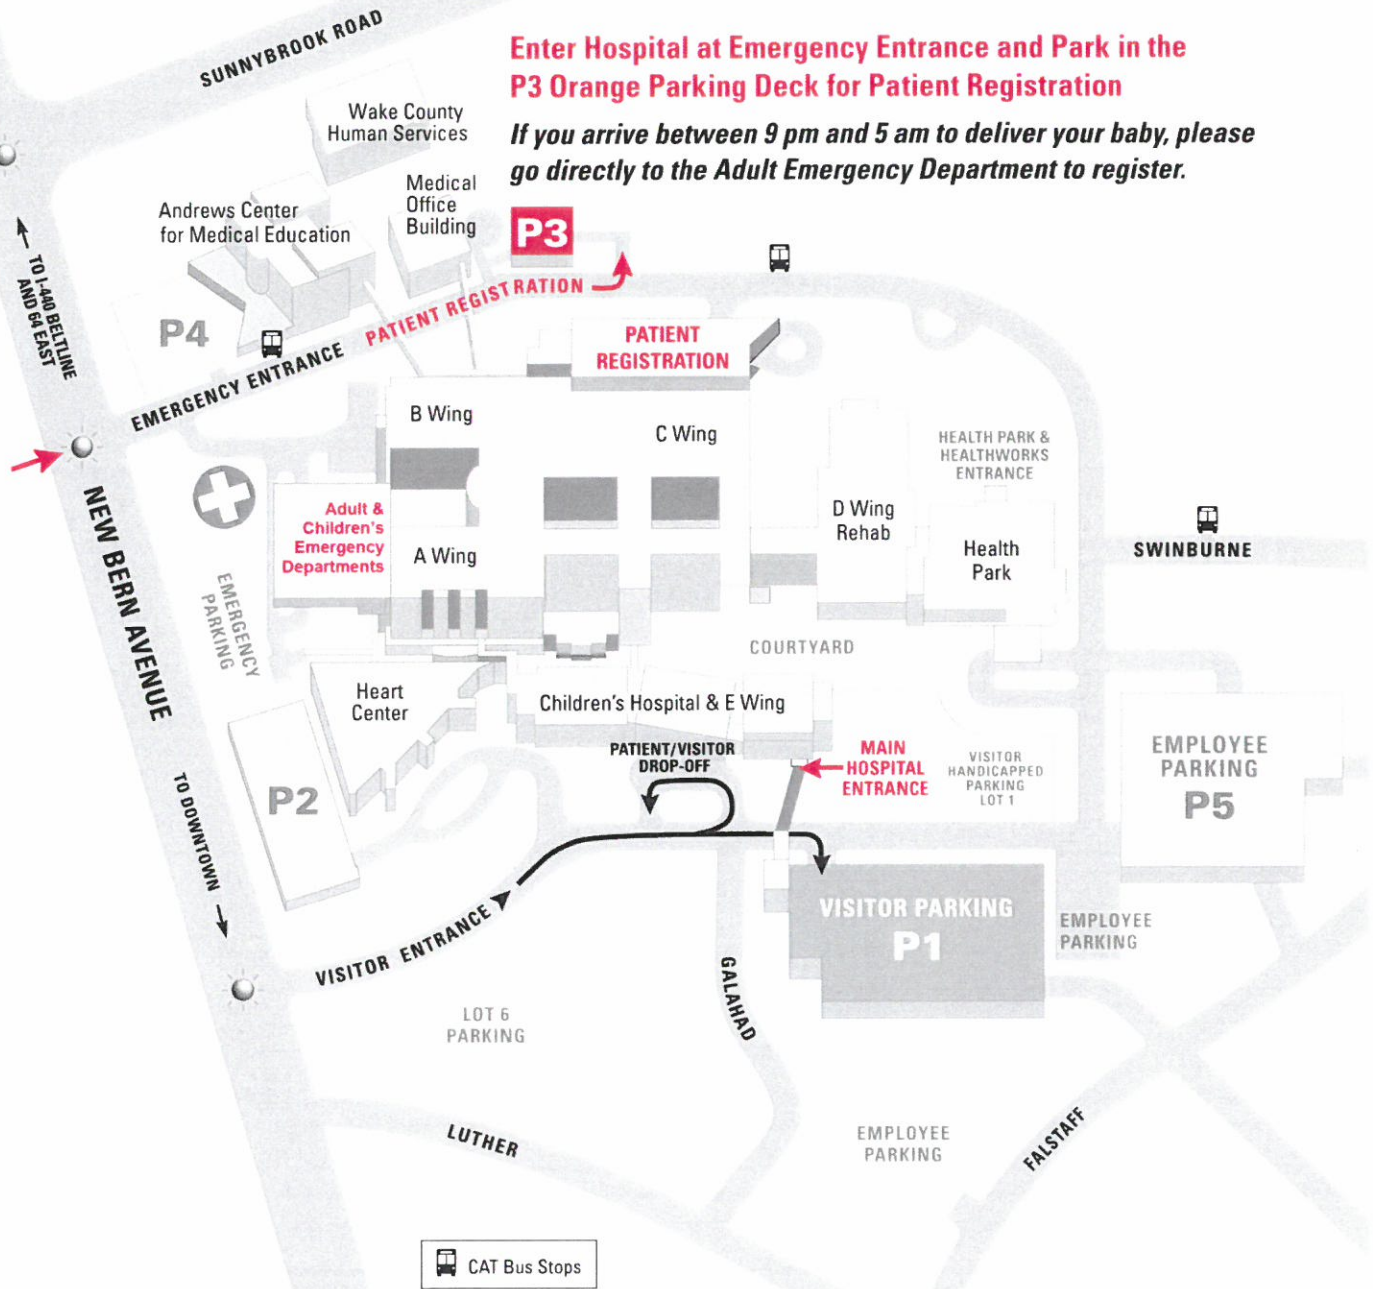 SUNNYBROOK ROAD
Enter Hospital at Emergency Entrance and Park in the
P3 Orange Parking Deck for Patient Registration
If you arrive between 9 pm and 5 am to deliver your baby, please
go directly to the Adult Emergency Department to register.
Wake County
Human Services
Medical
Office
Building
Andrews Center
for Medical Education
P3
TO I-440 BELTLINE
AND 64 EAST
P4
EMERGENCY ENTRANCE
PATIENT REGISTRATION
PATIENT
REGISTRATION
B Wing
C Wing
HEALTH PARK &
HEALTHWORKS
ENTRANCE
D Wing
Rehab
Adult &
Children's
Emergency
Departments
A Wing
Health
Park
SWINBURNE
NEW BERN AVENUE
EMERGENCY
PARKING
COURTYARD
Heart
Center
Children's Hospital & E Wing
PATIENT/VISITOR
DROP-OFF
MAIN
HOSPITAL
ENTRANCE
VISITOR
HANDICAPPED
PARKING
LOT 1
EMPLOYEE
PARKING
P5
P2
TO DOWNTOWN
VISITOR ENTRANCE
VISITOR PARKING
P1
EMPLOYEE
PARKING
GALAHAD
LOT 6
PARKING
LUTHER
EMPLOYEE
PARKING
FALSTAFF
CAT Bus Stops